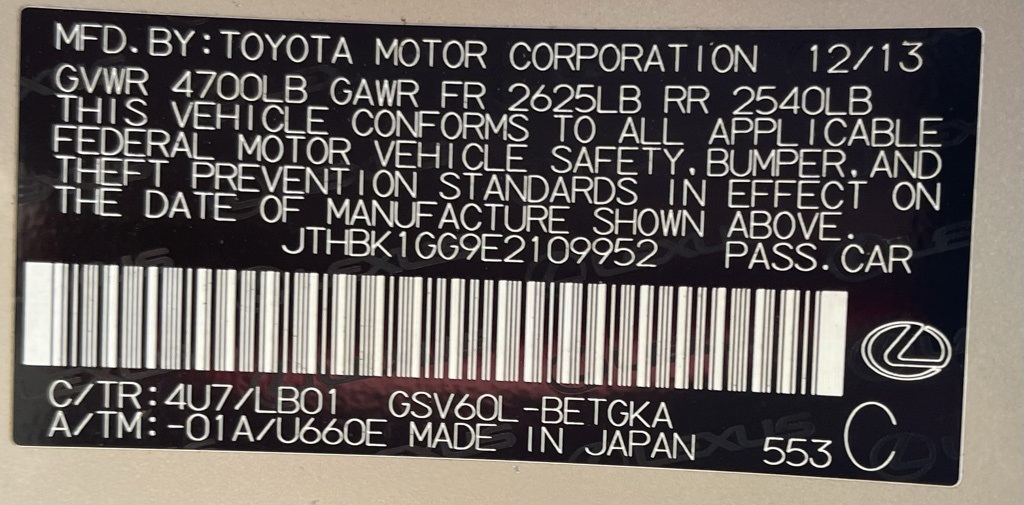 MFD. BY: TOYOTA MOTOR CORPORATION 12/13
GVWR 4700LB GAWR FR 2625LB RR 2540LB
THIS VEHICLE CONFORMS TO ALL APPLICABLE
FEDERAL MOTOR VEHICLE SAFETY, BUMPER, AND
THEFT PREVENTION STANDARDS IN EFFECT ON
THE DATE OF MANUFACTURE SHOWN ABOVE.
JTHBK1GG9E2109952 PASS. CAR
C/TR: 4U7/LB01 GSV60L-BETGKA
A/TM: -01A/U660E MADE IN JAPAN 553 C